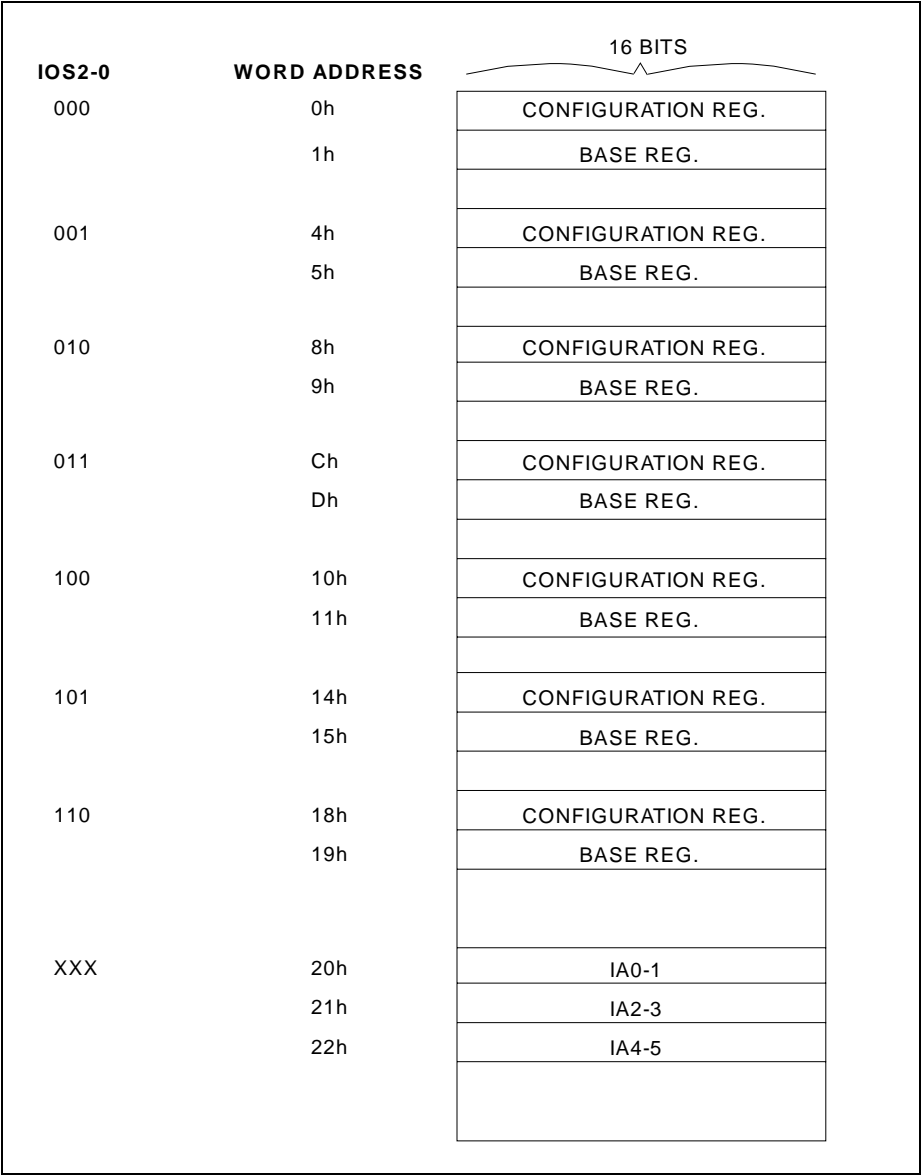 16 BITS
IOS2-0 WORD ADDRESS
000 0h CONFIGURATION REG.
1h BASE REG.
001 4h CONFIGURATION REG.
5h BASE REG.
010 8h CONFIGURATION REG.
9h BASE REG.
011 Ch CONFIGURATION REG.
Dh BASE REG.
100 10h CONFIGURATION REG.
11h BASE REG.
101 14h CONFIGURATION REG.
15h BASE REG.
110 18h CONFIGURATION REG.
19h BASE REG.
XXX 20h IA0-1
21h IA2-3
22h IA4-5